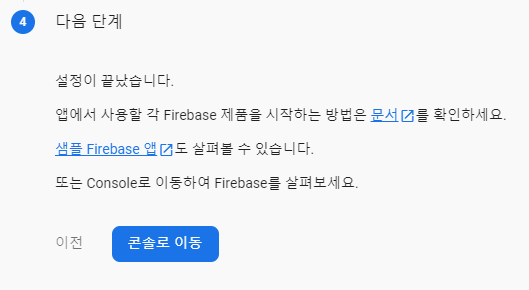 4 다음 단계
설정이 끝났습니다.
앱에서 사용할 각 Firebase 제품을 시작하는 방법은 문서를 확인하세요.
샘플 Firebase 앱도 살펴볼 수 있습니다.
또는 Console로 이동하여 Firebase를 살펴보세요.
이전 콘솔로 이동